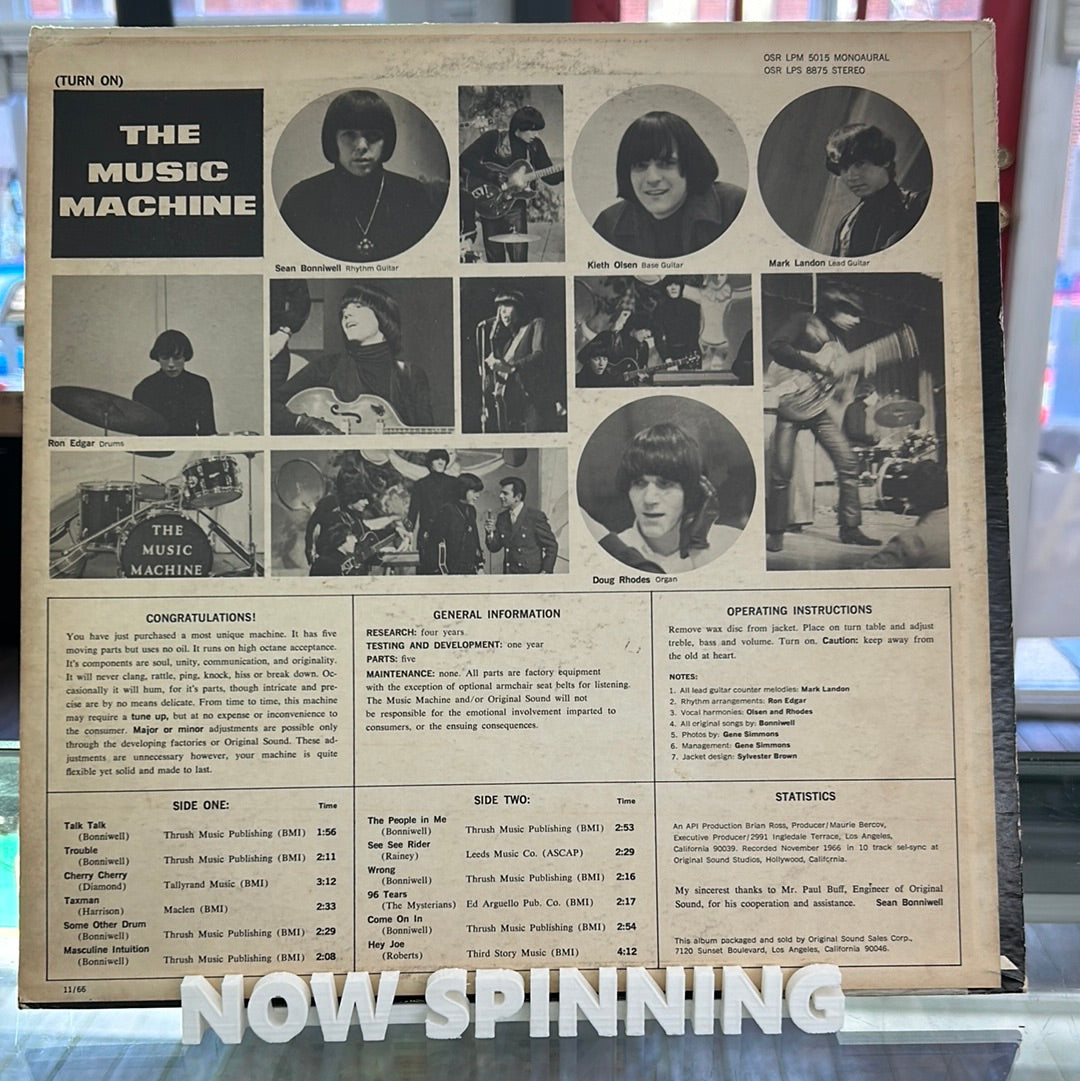 OSR LPM 5015 MONOAURAL
OSR LPS 8875 STEREO
(TURN ON)
THE
MUSIC
MACHINE
Sean Bonniwell Rhythm Guitar
Kieth Olsen Base Guitar
Mark Landon Lead Guitar
Ron Edgar Drums
THE
MUSIC
MACHINE
Doug Rhodes Organ
CONGRATULATIONS!
You have just purchased a most unique machine. It has five
moving parts but uses no oil. It runs on high octane acceptance.
It's components are soul, unity, communication, and originality.
It will never clang, rattle, ping, knock, hiss or break down. Oc-
casionally it will hum, for it's parts, though intricate and pre-
cise are by no means delicate. From time to time, this machine
may require a tune up, but at no expense or inconvenience to
the consumer. Major or minor adjustments are possible only
through the developing factories or Original Sound. These ad-
justments are unnecessary however, your machine is quite
flexible yet solid and made to last.
GENERAL INFORMATION
RESEARCH: four years.
TESTING AND DEVELOPMENT: one year
PARTS: five
MAINTENANCE: none. All parts are factory equipment
with the exception of optional armchair seat belts for listening.
The Music Machine and/or Original Sound will not
be responsible for the emotional involvement imparted to
consumers, or the ensuing consequences.
OPERATING INSTRUCTIONS
Remove wax disc from jacket. Place on turn table and adjust
treble, bass and volume. Turn on. Caution: keep away from
the old at heart.
NOTES:
1. All lead guitar counter melodies: Mark Landon
2. Rhythm arrangements: Ron Edgar
3. Vocal harmonies: Olsen and Rhodes
4. All original songs by: Bonniwell
5. Photos by: Gene Simmons
6. Management: Gene Simmons
7. Jacket design: Sylvester Brown
SIDE ONE: Time
Talk Talk
(Bonniwell) Thrush Music Publishing (BMI) 1:56
Trouble
(Bonniwell) Thrush Music Publishing (BMI) 2:11
Cherry Cherry
(Diamond) Tallyrand Music (BMI) 3:12
Taxman
(Harrison) Maclen (BMI) 2:33
Some Other Drum
(Bonniwell) Thrush Music Publishing (BMI) 2:29
Masculine Intuition
(Bonniwell) Thrush Music Publishing (BMI) 2:08
SIDE TWO: Time
The People in Me
(Bonniwell) Thrush Music Publishing (BMI) 2:53
See See Rider
(Rainey) Leeds Music Co. (ASCAP) 2:29
Wrong
(Bonniwell) Thrush Music Publishing (BMI) 2:16
96 Tears
(The Mysterians) Ed Arguello Pub. Co. (BMI) 2:17
Come On In
(Bonniwell) Thrush Music Publishing (BMI) 2:54
Hey Joe
(Roberts) Third Story Music (BMI) 4:12
STATISTICS
An API Production Brian Ross, Producer/Maurie Bercov,
Executive Producer/2991 Ingledale Terrace, Los Angeles,
California 90039. Recorded November 1966 in 10 track sel-sync at
Original Sound Studios, Hollywood, California.
My sincerest thanks to Mr. Paul Buff, Engineer of Original
Sound, for his cooperation and assistance. Sean Bonniwell
This album packaged and sold by Original Sound Sales Corp.,
7120 Sunset Boulevard, Los Angeles, California 90046.
11/66
NOW SPINNING